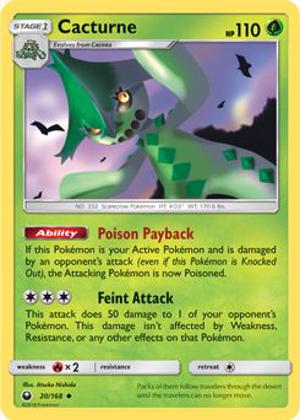 STAGE 1 Cacturne HP 110
Evolves from Cacnea
NO. 332 Scarecrow Pokémon HT: 4'03" WT: 170.6 lbs.
Ability Poison Payback
If this Pokémon is your Active Pokémon and is damaged
by an opponent's attack (even if this Pokémon is Knocked
Out), the Attacking Pokémon is now Poisoned.
Feint Attack
This attack does 50 damage to 1 of your opponent's
Pokémon. This damage isn't affected by Weakness,
Resistance, or any other effects on that Pokémon.
weakness ×2 resistance retreat
Illus. Atsuko Nishida
20/168
©2018 Pokémon
Packs of them follow travelers through the desert
until the travelers can no longer move.